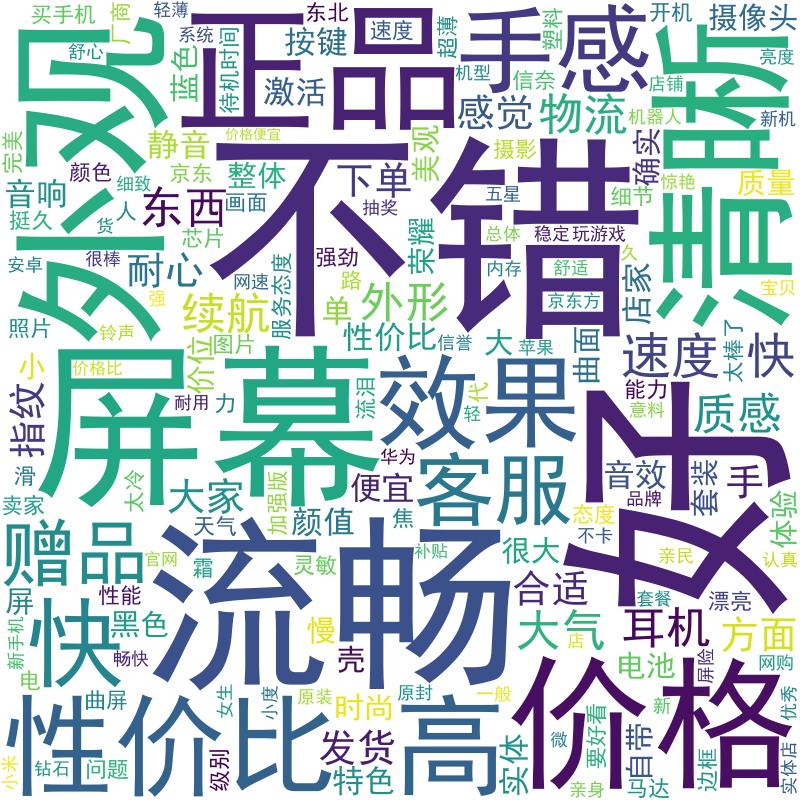 买手机
厂商
轻薄
系统
舒心
外观
蓝色
正品
待机时间
东北
按键
激活
速度
超薄
手感
机型
塑料
信奈
开机
摄像头
店铺
亮度
清晰
机器人
新机
感觉
物流
完美
静音
价格便宜
不错
美观
摄影
确实
颜色
京东
整体
下单
五星
细节
惊艳
质量
音响
细致
画面
抽奖
东西
挺久
货
人
芯片
强劲
荣耀
总体
稳定
玩游戏
久
安卓
很棒
耐心
网速
服务态度
路
内存
舒适
店家
宝贝
强
单
外形
京东方
照片
铃声
续航
性价比
信誉
大
苹果
曲面
速度
快
太棒了
小
价格比
价位
图片
屏幕
效果
指纹
耐用
力
流泪
轻
代
能力
意料
质感
好
滑
华为
客服
音效
套装
手
卖家
太冷
大家
加强版
便宜
品牌
体验
赠品
天气
颜值
焦
态度
不卡
流畅
官网
霜
灵敏
补贴
很大
亲民
认真
屏
性能
合适
套餐
漂亮
快
黑色
慢
大气
店
耳机
方面
新手机
畅快
壳
电池
屏险
网购
电
曲屏
女生
小度
原装
时尚
原封
一般
价格
新
优秀
性价比
高
要好看
发货
实体
微
自带
小米
钻石
问题
级别
特色
亲身
马达
边框
实体店